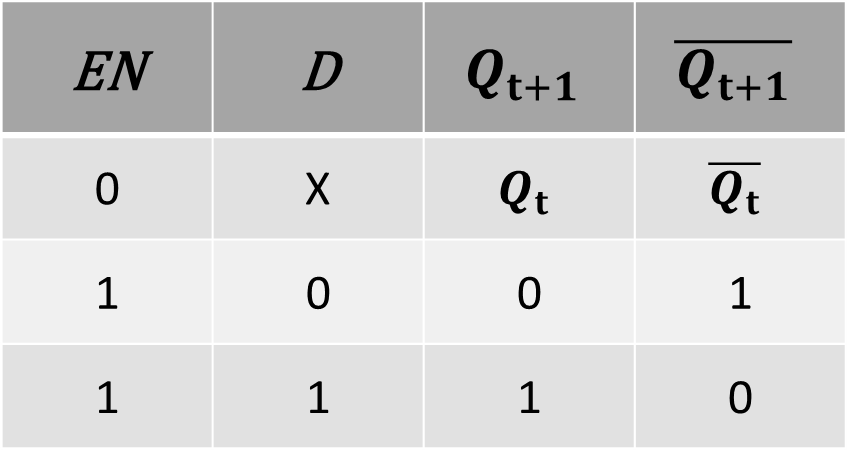 EN D Q_{t+1} \overline{Q_{t+1}}
0 X Q_t \overline{Q_t}
1 0 0 1
1 1 1 0